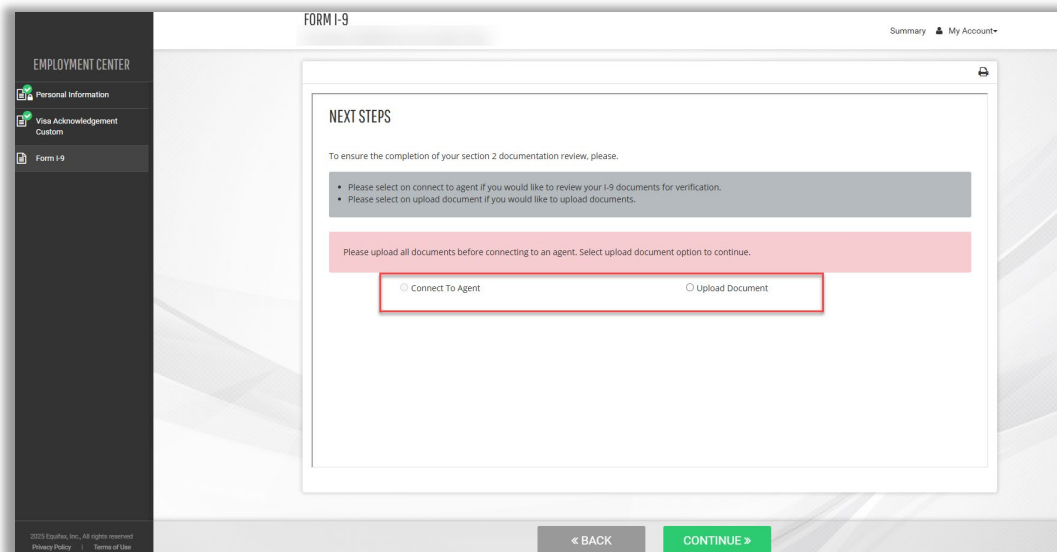 FORM I-9
Summary My Account
EMPLOYMENT CENTER
Personal Information
Visa Acknowledgement
Custom
Form I-9
NEXT STEPS
To ensure the completion of your section 2 documentation review, please.
• Please select on connect to agent if you would like to review your I-9 documents for verification.
• Please select on upload document if you would like to upload documents.
Please upload all documents before connecting to an agent. Select upload document option to continue.
Connect To Agent Upload Document
2025 Equifax, Inc., All rights reserved
Privacy Policy | Terms of Use
« BACK CONTINUE »